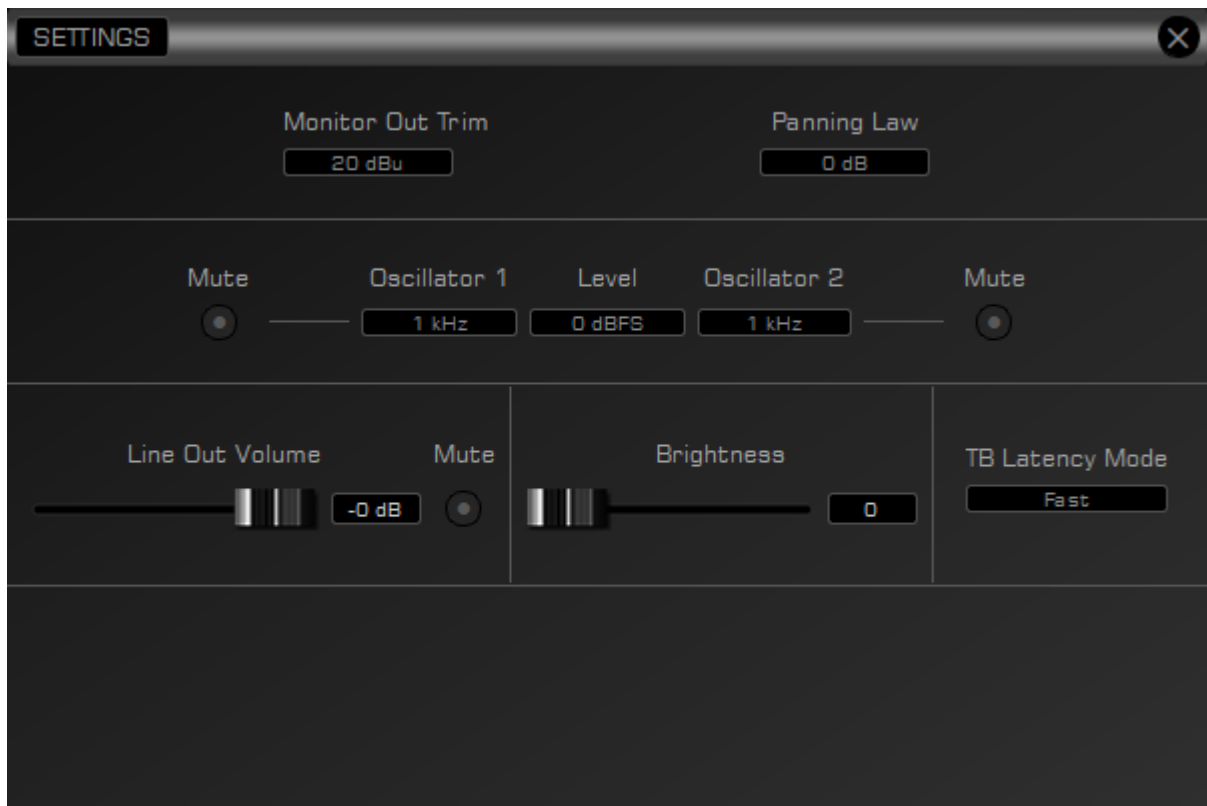 SETTINGS
Monitor Out Trim
Panning Law
20 dBu
0 dB
Mute
Oscillator 1
Level
Oscillator 2
Mute
1 kHz
0 dBFS
1 kHz
Line Out Volume
Mute
Brightness
TB Latency Mode
-0 dB
0
Fast